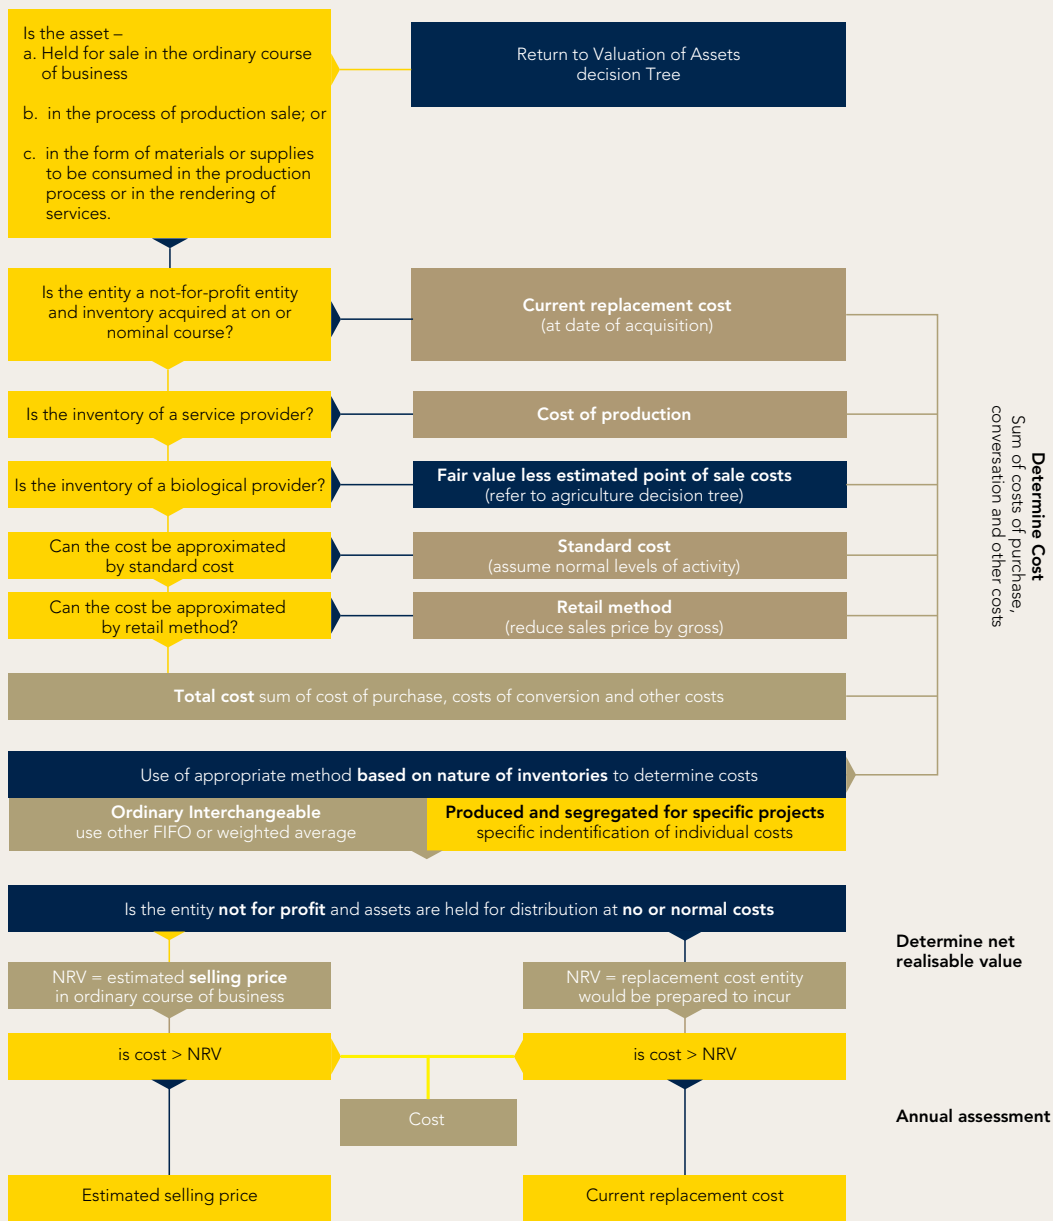 Is the asset –
a. Held for sale in the ordinary course
of business
b. in the process of production sale; or
c. in the form of materials or supplies
to be consumed in the production
process or in the rendering of
services.
Return to Valuation of Assets
decision Tree
Is the entity a not-for-profit entity
and inventory acquired at on or
nominal course?
Current replacement cost
(at date of acquisition)
Is the inventory of a service provider?
Cost of production
Is the inventory of a biological provider?
Fair value less estimated point of sale costs
(refer to agriculture decision tree)
Can the cost be approximated
by standard cost
Standard cost
(assume normal levels of activity)
Can the cost be approximated
by retail method?
Retail method
(reduce sales price by gross)
Total cost sum of cost of purchase, costs of conversion and other costs
Determine Cost
Sum of costs of purchase,
conversation and other costs
Use of appropriate method based on nature of inventories to determine costs
Ordinary Interchangeable
use other FIFO or weighted average
Produced and segregated for specific projects
specific indentification of individual costs
Is the entity not for profit and assets are held for distribution at no or normal costs
Determine net
realisable value
NRV = estimated selling price
in ordinary course of business
NRV = replacement cost entity
would be prepared to incur
is cost > NRV
is cost > NRV
Cost
Annual assessment
Estimated selling price
Current replacement cost